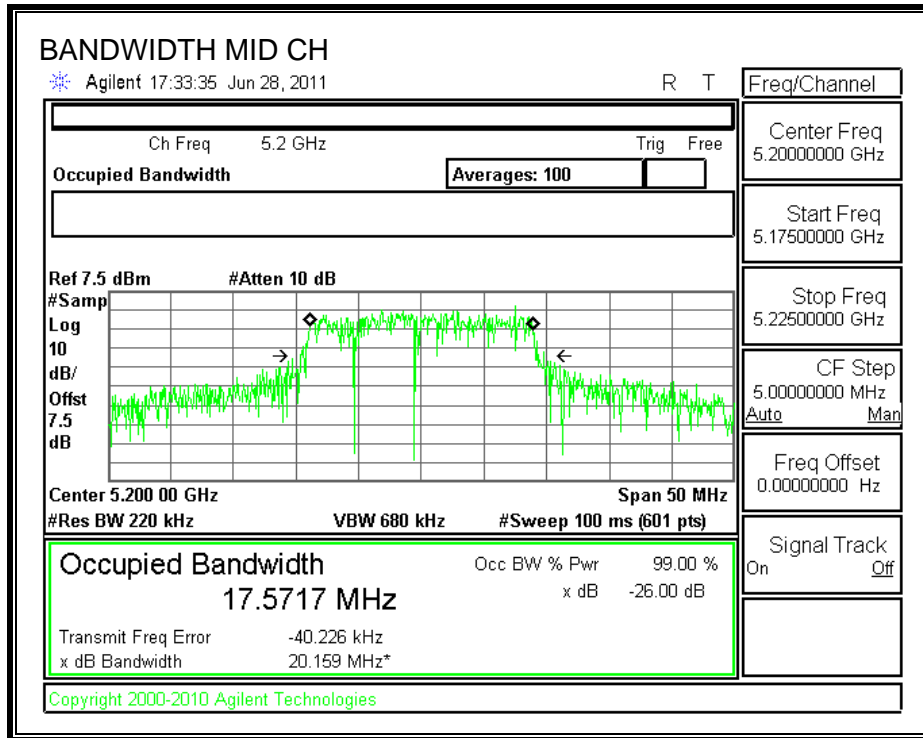 BANDWIDTH MID CH
Agilent 17:33:35 Jun 28, 2011 R T
Freq/Channel
Ch Freq 5.2 GHz Trig Free
Occupied Bandwidth Averages: 100
Center Freq
5.20000000 GHz
Start Freq
5.17500000 GHz
Stop Freq
5.22500000 GHz
CF Step
5.00000000 MHz
Auto Man
Freq Offset
0.00000000 Hz
Signal Track
On Off
Ref 7.5 dBm #Atten 10 dB
#Samp
Log
10
dB/
Offst
7.5
dB
Center 5.200 00 GHz Span 50 MHz
#Res BW 220 kHz VBW 680 kHz #Sweep 100 ms (601 pts)
Occupied Bandwidth
17.5717 MHz
Occ BW % Pwr 99.00 %
x dB -26.00 dB
Transmit Freq Error -40.226 kHz
x dB Bandwidth 20.159 MHz*
Copyright 2000-2010 Agilent Technologies